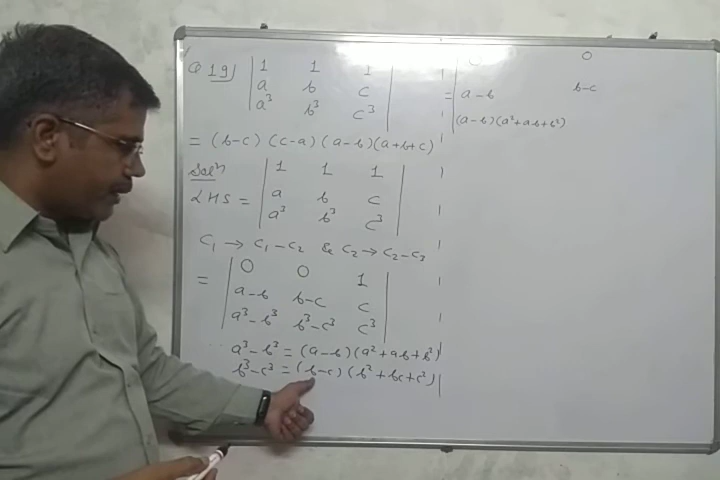 Q 19) | 1 1 1 |
| a b c |
| a³ b³ c³ |
= (b-c) (c-a) (a-b) (a+b+c)
Solⁿ
| 1 1 1 |
LHS = | a b c |
| a³ b³ c³ |
C₁ → C₁-C₂ & C₂ → C₂-C₃
= | 0 0 1 |
| a-b b-c c |
| a³-b³ b³-c³ c³ |
a³-b³ = (a-b) (a²+ab+b²)
b³-c³ = (b-c) (b²+bc+c²)
| 0 0
= | a-b b-c
| (a-b) (a²+ab+b²)